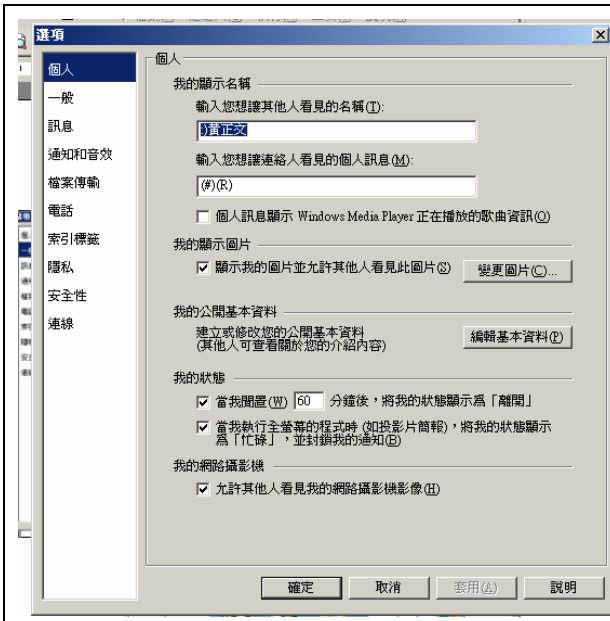 選項
個人
一般
訊息
通知和音效
檔案傳輸
電話
索引標籤
隱私
安全性
連線
個人
我的顯示名稱
輸入您想讓其他人看見的名稱(T):
:)黃正文
輸入您想讓連絡人看見的個人訊息(M):
(#)(R)
個人訊息顯示 Windows Media Player 正在播放的歌曲資訊(O)
我的顯示圖片
顯示我的圖片並允許其他人看見此圖片(S)
變更圖片(C)...
我的公開基本資料
建立或修改您的公開基本資料
(其他人可查看關於您的介紹內容)
編輯基本資料(P)
我的狀態
當我閒置(W) 60 分鐘後，將我的狀態顯示為「離開」
當我執行全螢幕的程式時 (如投影片簡報)，將我的狀態顯示
為「忙碌」，並封鎖我的通知(B)
我的網路攝影機
允許其他人看見我的網路攝影機影像(H)
確定
取消
套用(A)
說明